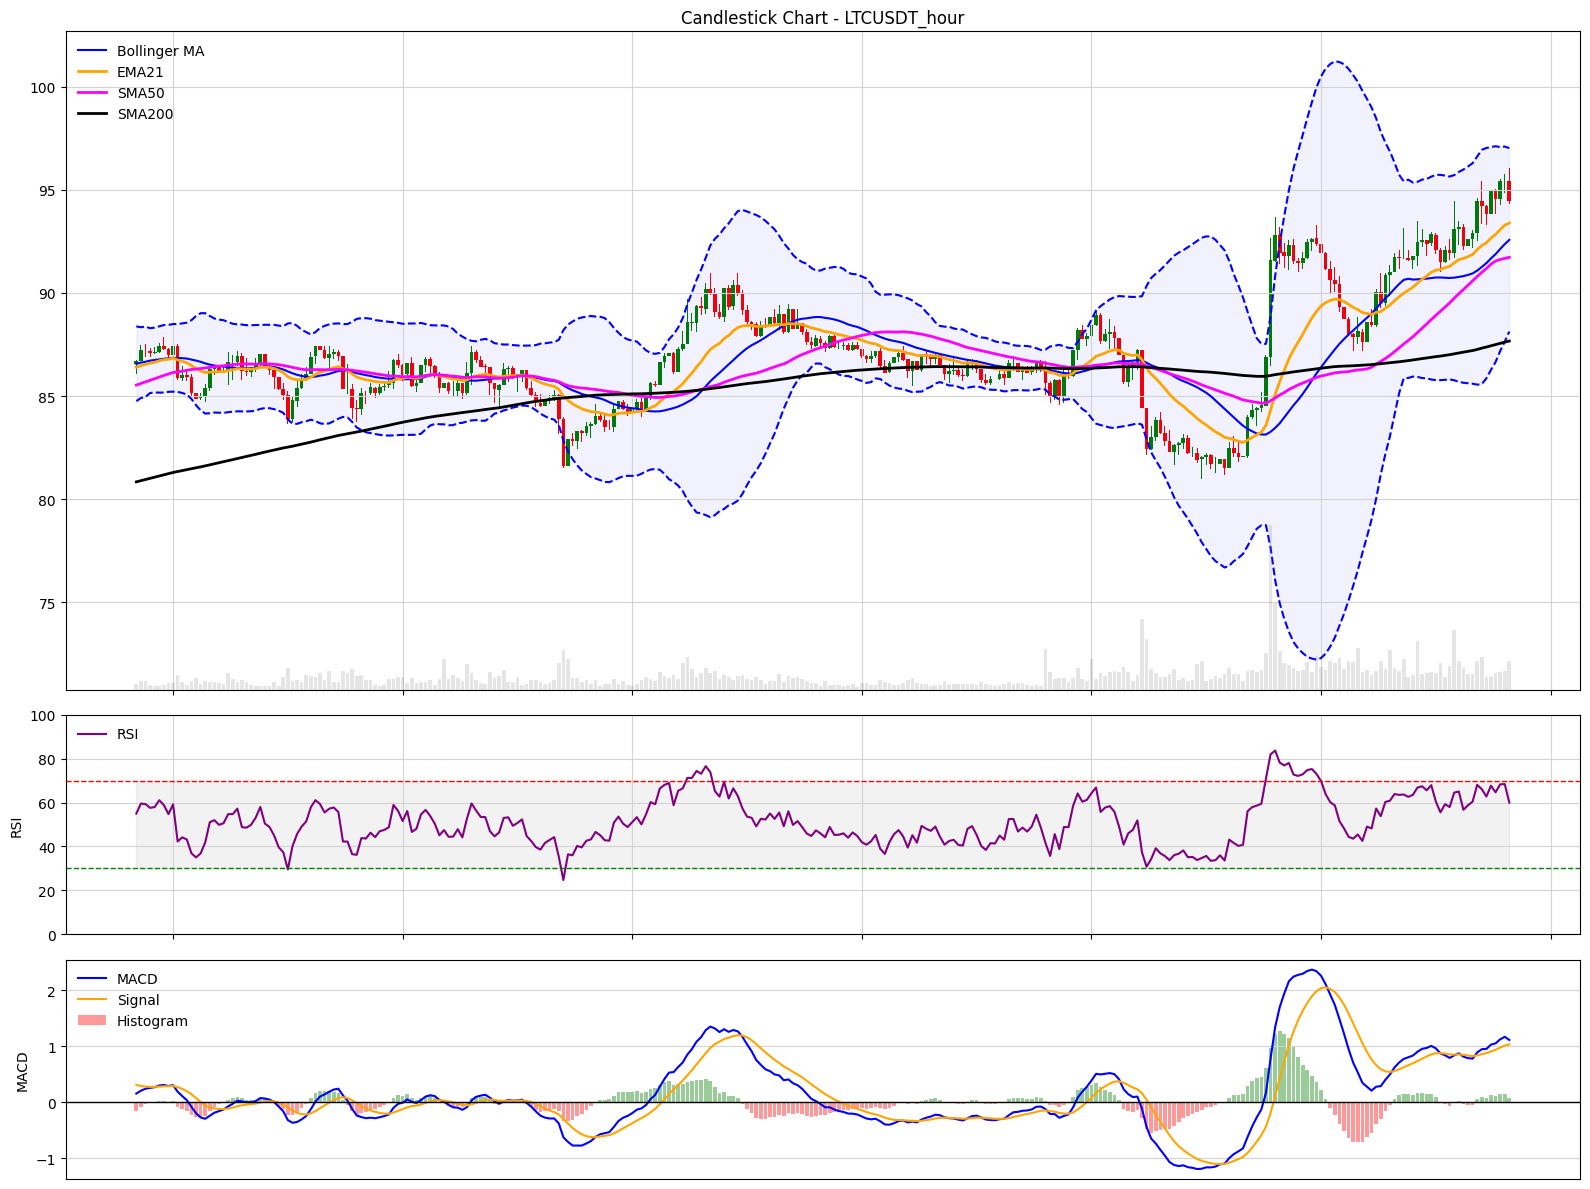 Candlestick Chart - LTCUSDT_hour
Bollinger MA
EMA21
SMA50
SMA200
100
95
90
85
80
75
RSI
100
80
60
40
20
0
RSI
MACD
Signal
Histogram
2
1
0
−1
MACD